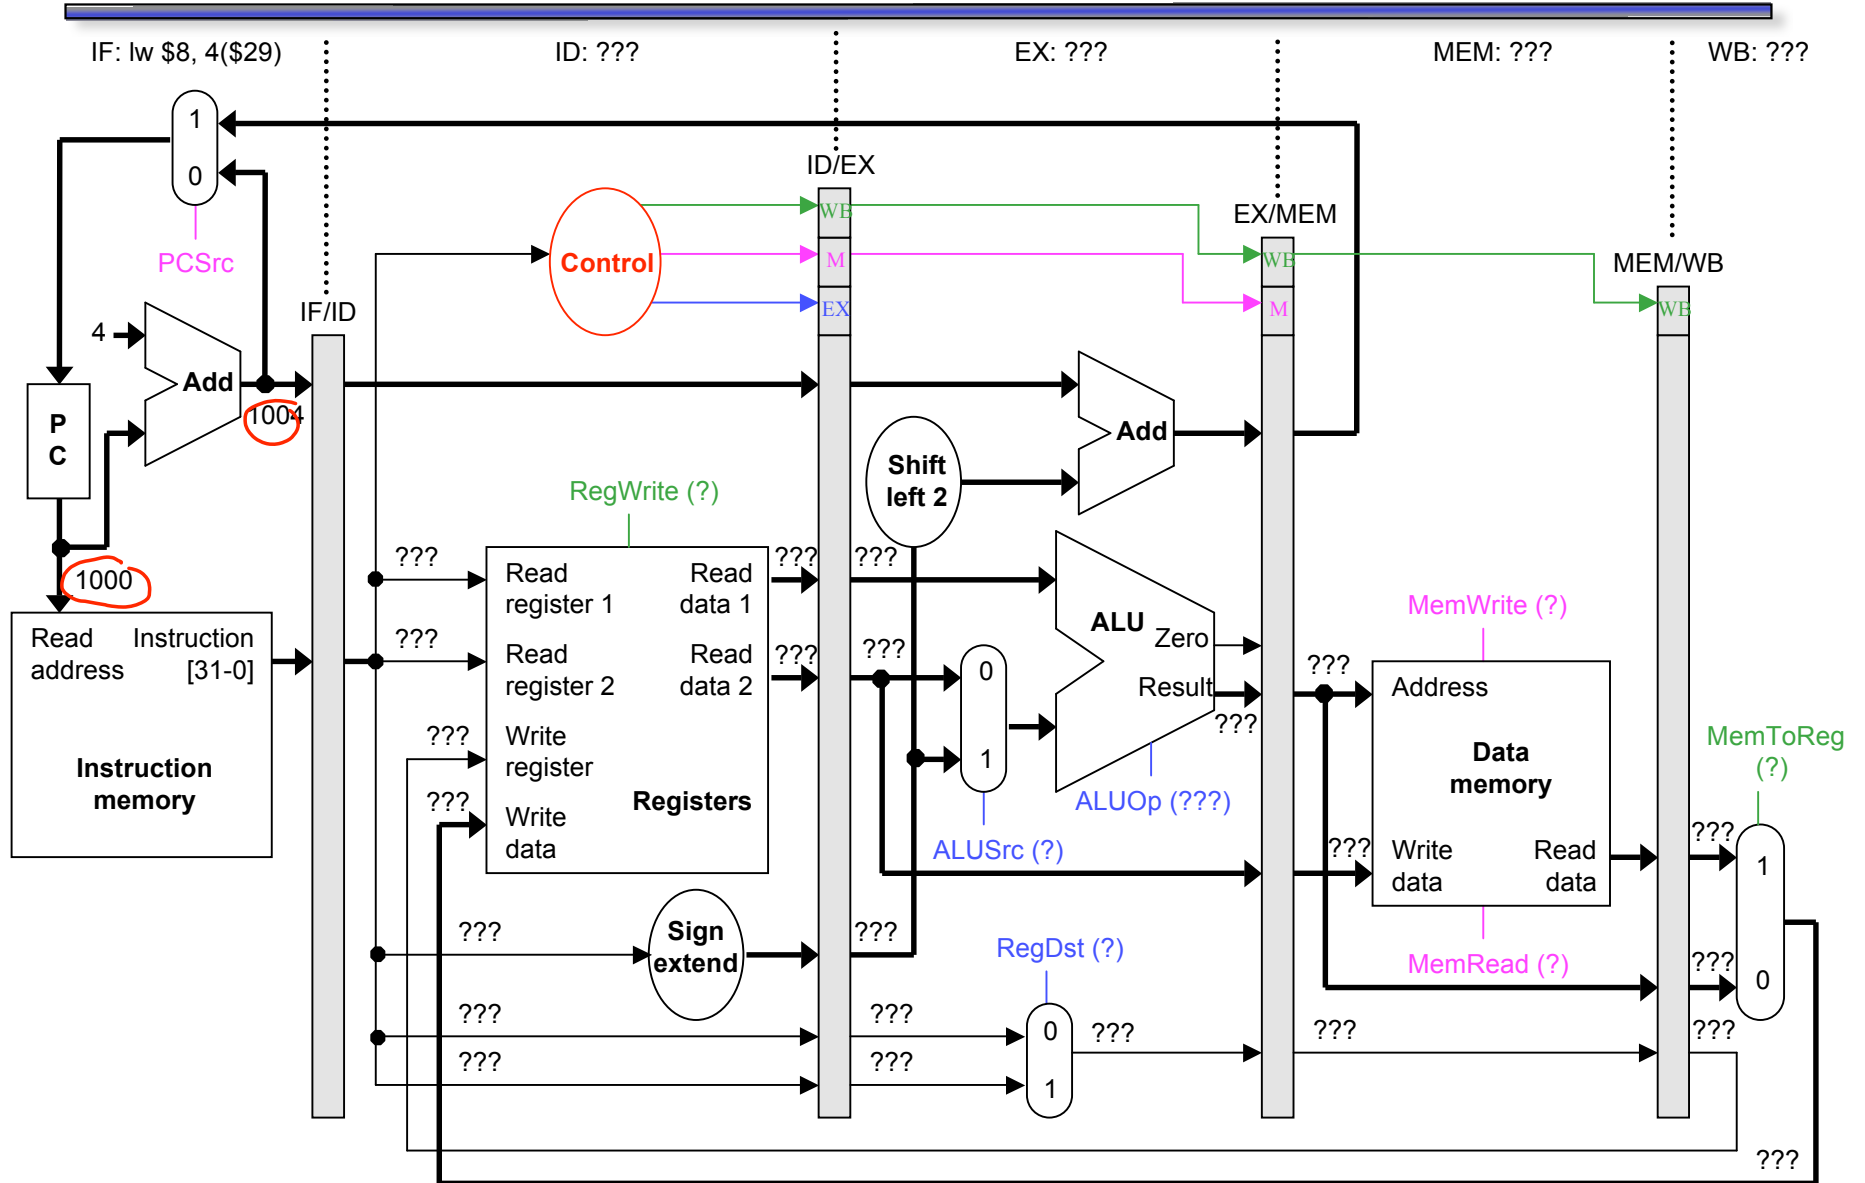 IF: lw $8, 4($29)
ID: ???
EX: ???
MEM: ???
WB: ???
1
0
PCSrc
4
Add
1004
P
C
1000
Read
address
Instruction
[31-0]
Instruction
memory
IF/ID
Control
ID/EX
WB
M
EX
EX/MEM
WB
M
MEM/WB
WB
RegWrite (?)
???
???
???
???
Read
register 1
Read
data 1
Read
register 2
Read
data 2
Write
register
Write
data
Registers
???
???
???
???
Shift
left 2
Add
0
1
ALUSrc (?)
ALU
Zero
Result
???
ALUOp (???)
???
Sign
extend
???
???
???
???
???
RegDst (?)
0
1
???
MemWrite (?)
???
Address
Data
memory
???
Write
data
Read
data
MemRead (?)
???
MemToReg
(?)
???
1
???
0
???
???